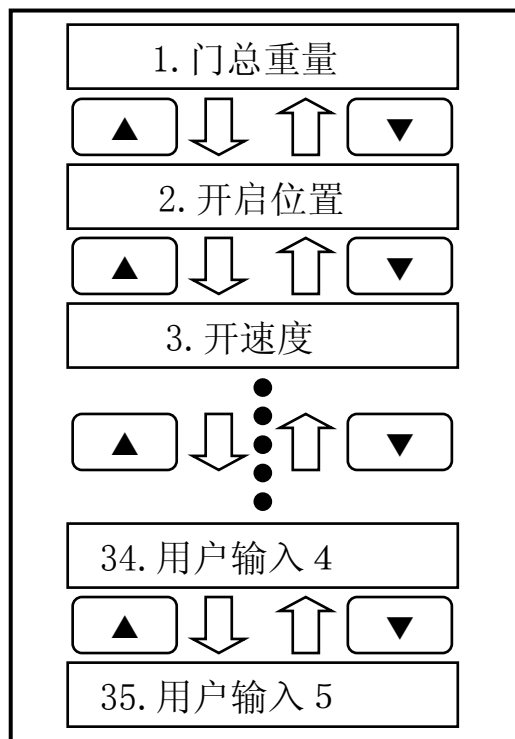 1.门总重量
▲ ▼
2.开启位置
▲ ▼
3.开速度
▲ ▼
34.用户输入4
▲ ▼
35.用户输入5